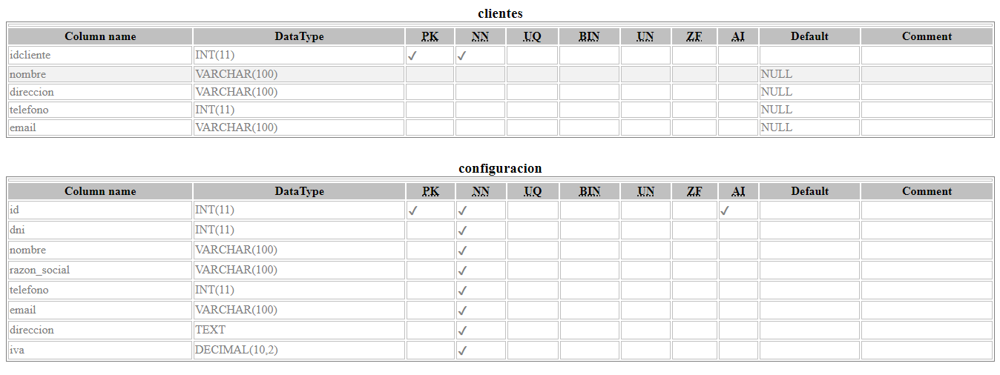 clientes
Column name DataType PK NN UQ BIN UN ZF AI Default Comment
idcliente INT(11) ✓ ✓
nombre VARCHAR(100) NULL
direccion VARCHAR(100) NULL
telefono INT(11) NULL
email VARCHAR(100) NULL
configuracion
Column name DataType PK NN UQ BIN UN ZF AI Default Comment
id INT(11) ✓ ✓ ✓
dni INT(11) ✓
nombre VARCHAR(100) ✓
razon_social VARCHAR(100) ✓
telefono INT(11) ✓
email VARCHAR(100) ✓
direccion TEXT ✓
iva DECIMAL(10,2) ✓